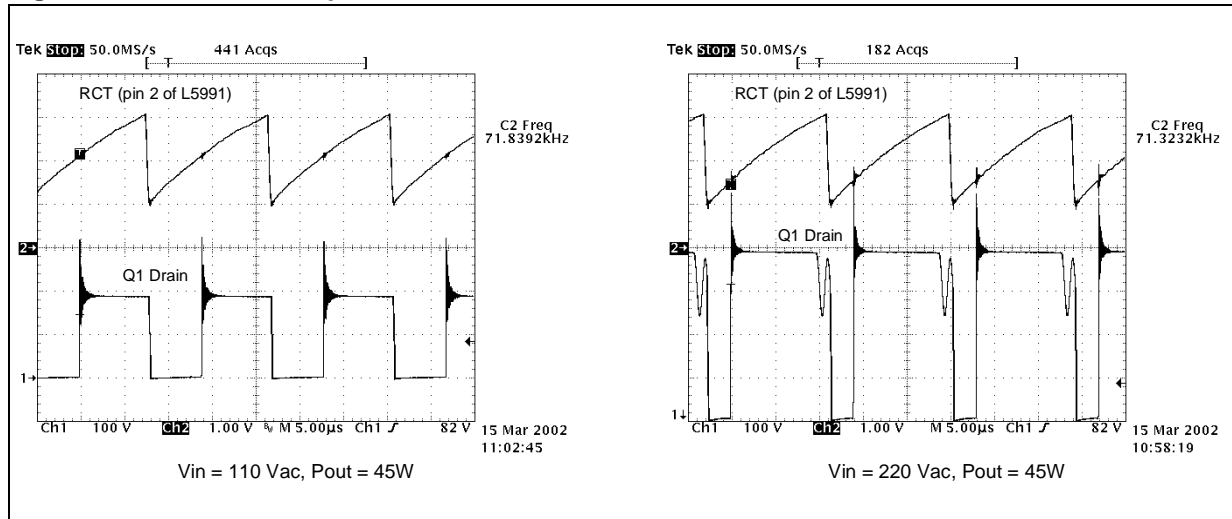 Tek Stop: 50.0MS/s 441 Acqs
RCT (pin 2 of L5991)
C2 Freq
71.8392kHz
T
2→
Q1 Drain
1→
Ch1 100 V Ch2 1.00 V M 5.00µs Ch1 82 V
15 Mar 2002
11:02:45
Vin = 110 Vac, Pout = 45W
Tek Stop: 50.0MS/s 182 Acqs
RCT (pin 2 of L5991)
C2 Freq
71.3232kHz
2→
Q1 Drain
1↓
Ch1 100 V Ch2 1.00 V M 5.00µs Ch1 82 V
15 Mar 2002
10:58:19
Vin = 220 Vac, Pout = 45W